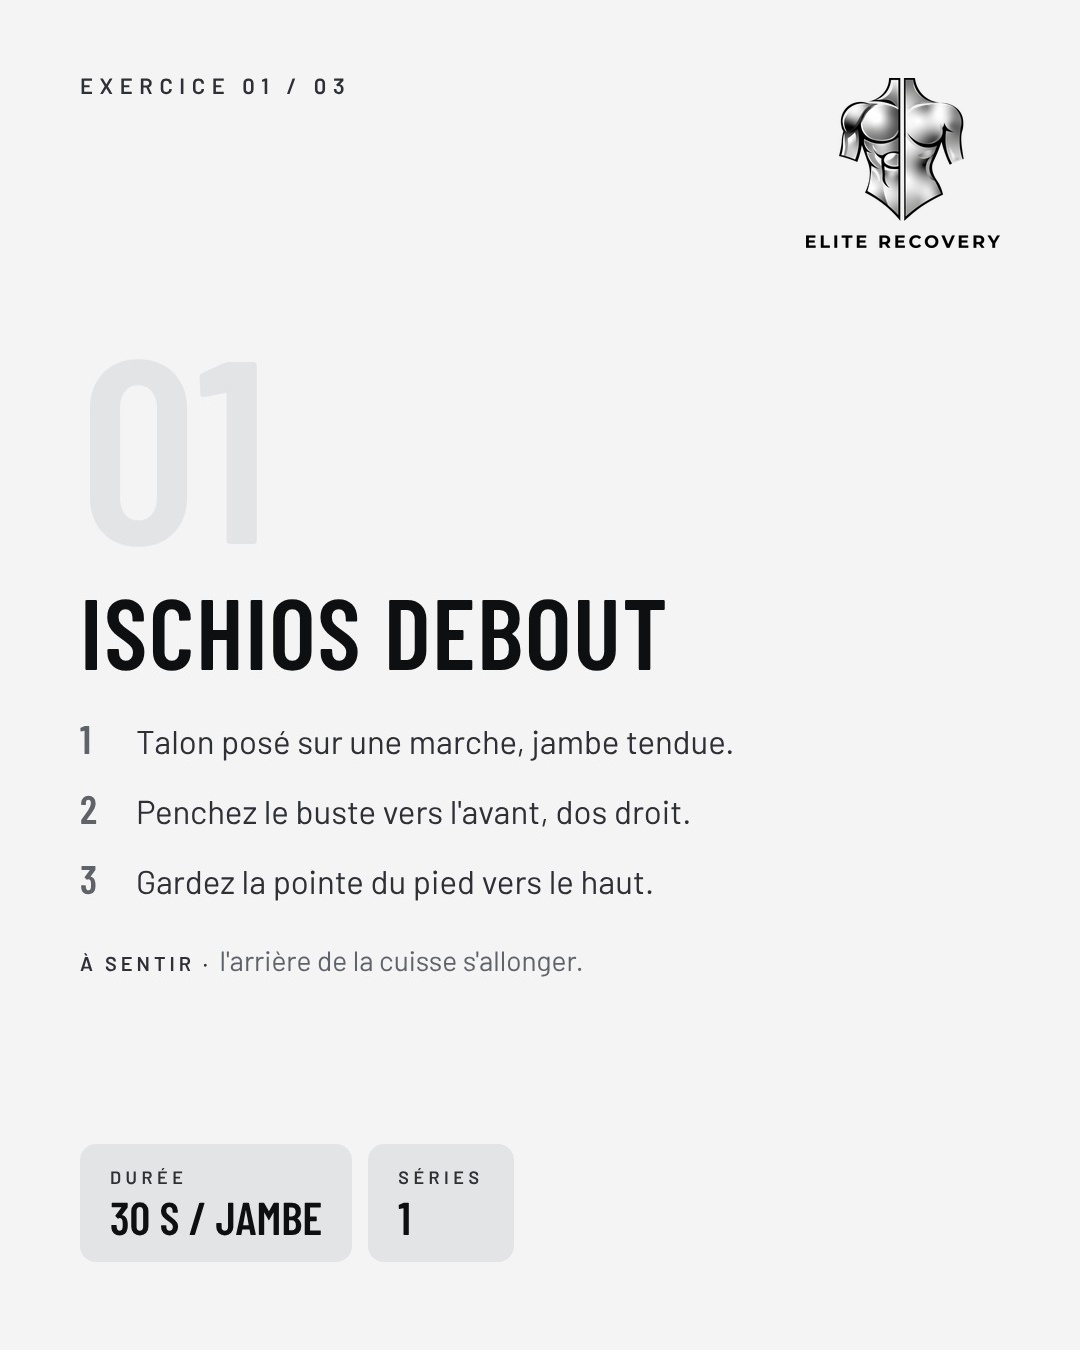 EXERCICE 01 / 03
ELITE RECOVERY
01
ISCHIOS DEBOUT
1 Talon posé sur une marche, jambe tendue.
2 Penchez le buste vers l'avant, dos droit.
3 Gardez la pointe du pied vers le haut.
À SENTIR · l'arrière de la cuisse s'allonger.
DURÉE
30 S / JAMBE
SÉRIES
1